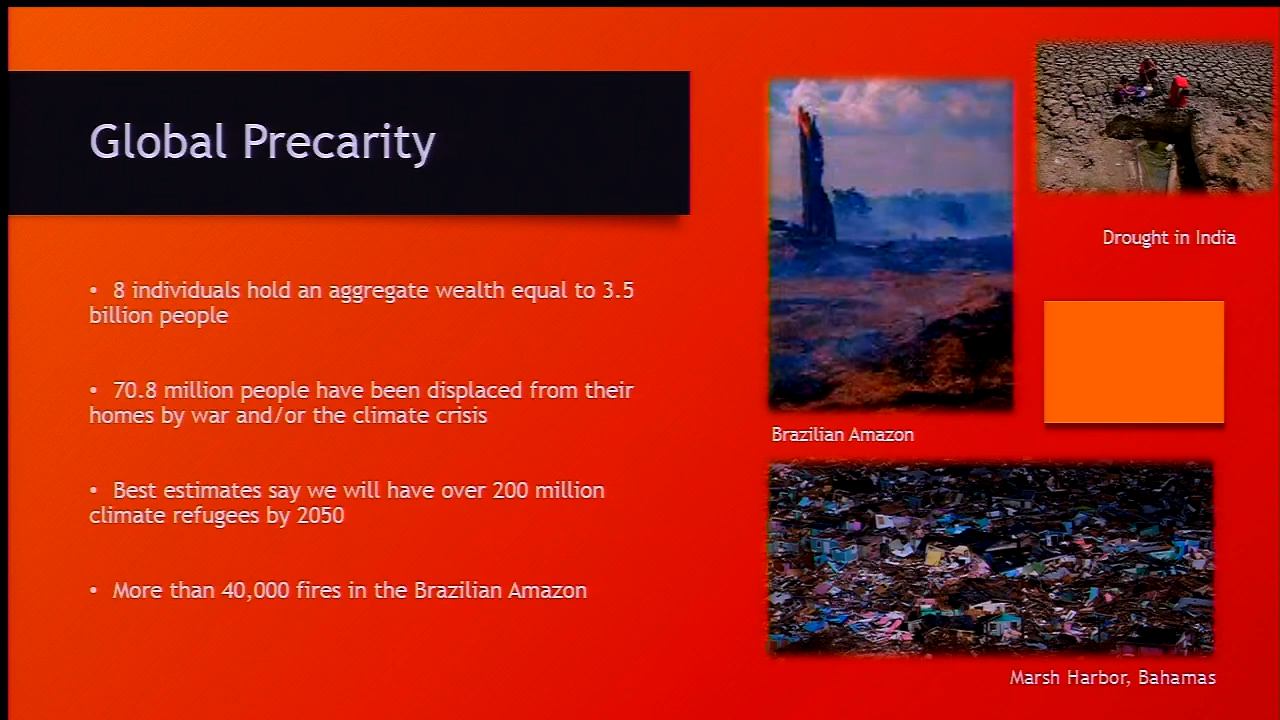 Global Precarity
• 8 individuals hold an aggregate wealth equal to 3.5
billion people
• 70.8 million people have been displaced from their
homes by war and/or the climate crisis
• Best estimates say we will have over 200 million
climate refugees by 2050
• More than 40,000 fires in the Brazilian Amazon
Drought in India
Brazilian Amazon
Marsh Harbor, Bahamas